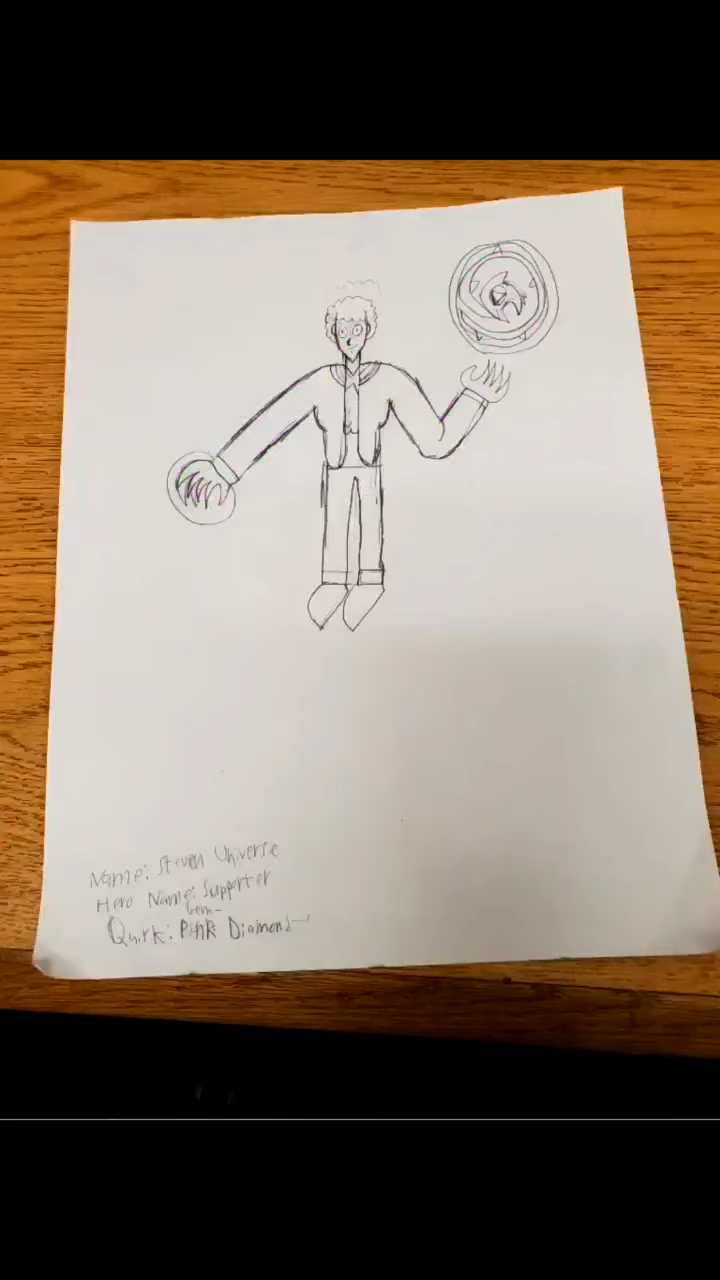 Name: Steven Universe
Hero Name: Supporter
Gem-
Quirk: Pink Diamond